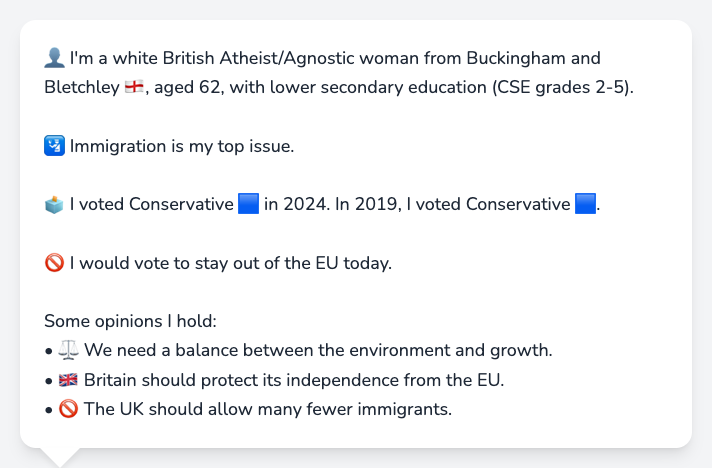 👤 I'm a white British Atheist/Agnostic woman from Buckingham and
Bletchley 🏴󠁧󠁢󠁥󠁮󠁧󠁿, aged 62, with lower secondary education (CSE grades 2-5).
🛂 Immigration is my top issue.
🗳️ I voted Conservative 🟦 in 2024. In 2019, I voted Conservative 🟦.
🚫 I would vote to stay out of the EU today.
Some opinions I hold:
• ⚖️ We need a balance between the environment and growth.
• 🇬🇧 Britain should protect its independence from the EU.
• 🚫 The UK should allow many fewer immigrants.